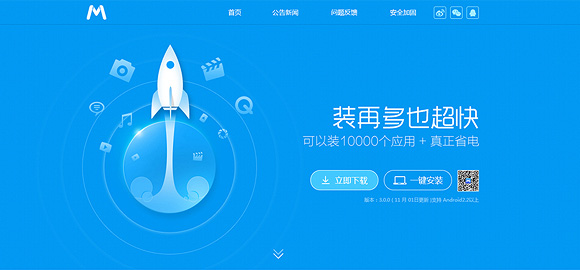 首页 公告新闻 问题反馈 安全加固
装再多也超快
可以装10000个应用 + 真正省电
立即下载 一键安装
版本：3.0.0 ( 11 月 01日更新 )支持 Android2.2以上